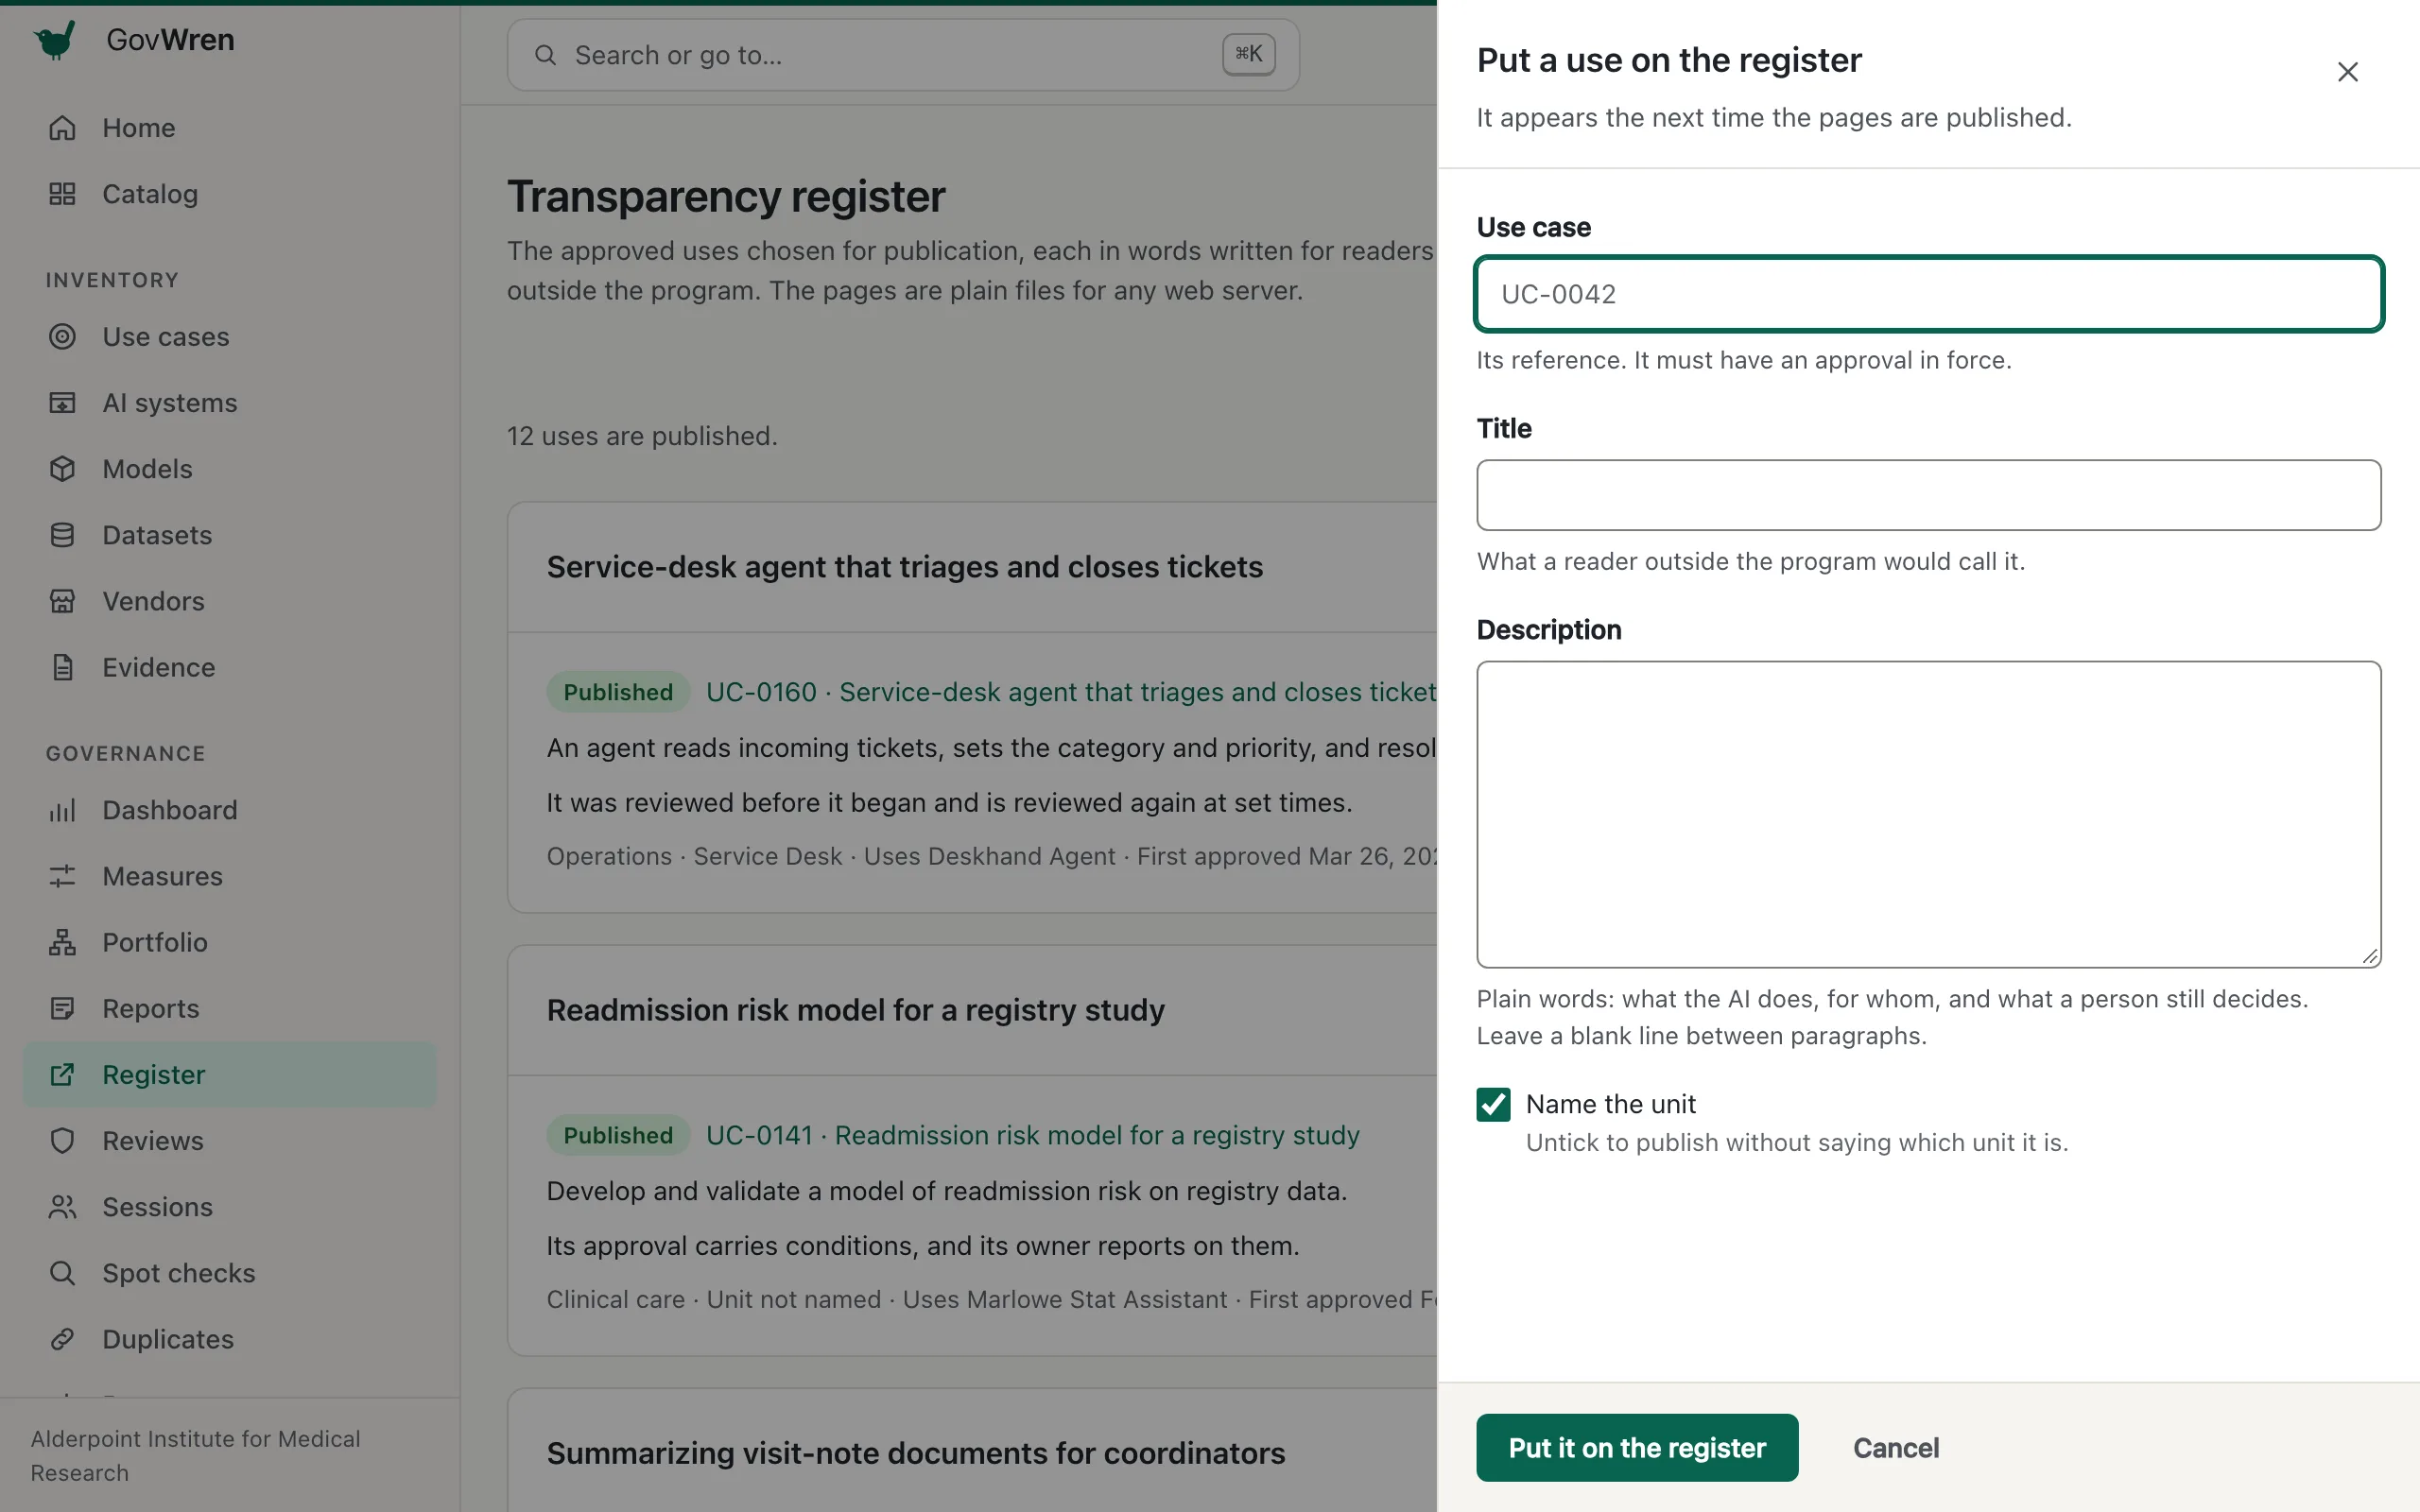 GovWren
Search or go to...
⌘K
Home
Catalog
INVENTORY
Use cases
AI systems
Models
Datasets
Vendors
Evidence
GOVERNANCE
Dashboard
Measures
Portfolio
Reports
Register
Reviews
Sessions
Spot checks
Duplicates
Alderpoint Institute for Medical
Research
Transparency register
The approved uses chosen for publication, each in words written for readers
outside the program. The pages are plain files for any web server.
12 uses are published.
Service-desk agent that triages and closes tickets
Published UC-0160 · Service-desk agent that triages and closes ticket
An agent reads incoming tickets, sets the category and priority, and resol
It was reviewed before it began and is reviewed again at set times.
Operations · Service Desk · Uses Deskhand Agent · First approved Mar 26, 202
Readmission risk model for a registry study
Published UC-0141 · Readmission risk model for a registry study
Develop and validate a model of readmission risk on registry data.
Its approval carries conditions, and its owner reports on them.
Clinical care · Unit not named · Uses Marlowe Stat Assistant · First approved Fe
Summarizing visit-note documents for coordinators
Put a use on the register
It appears the next time the pages are published.
Use case
UC-0042
Its reference. It must have an approval in force.
Title
What a reader outside the program would call it.
Description
Plain words: what the AI does, for whom, and what a person still decides.
Leave a blank line between paragraphs.
Name the unit
Untick to publish without saying which unit it is.
Put it on the register
Cancel